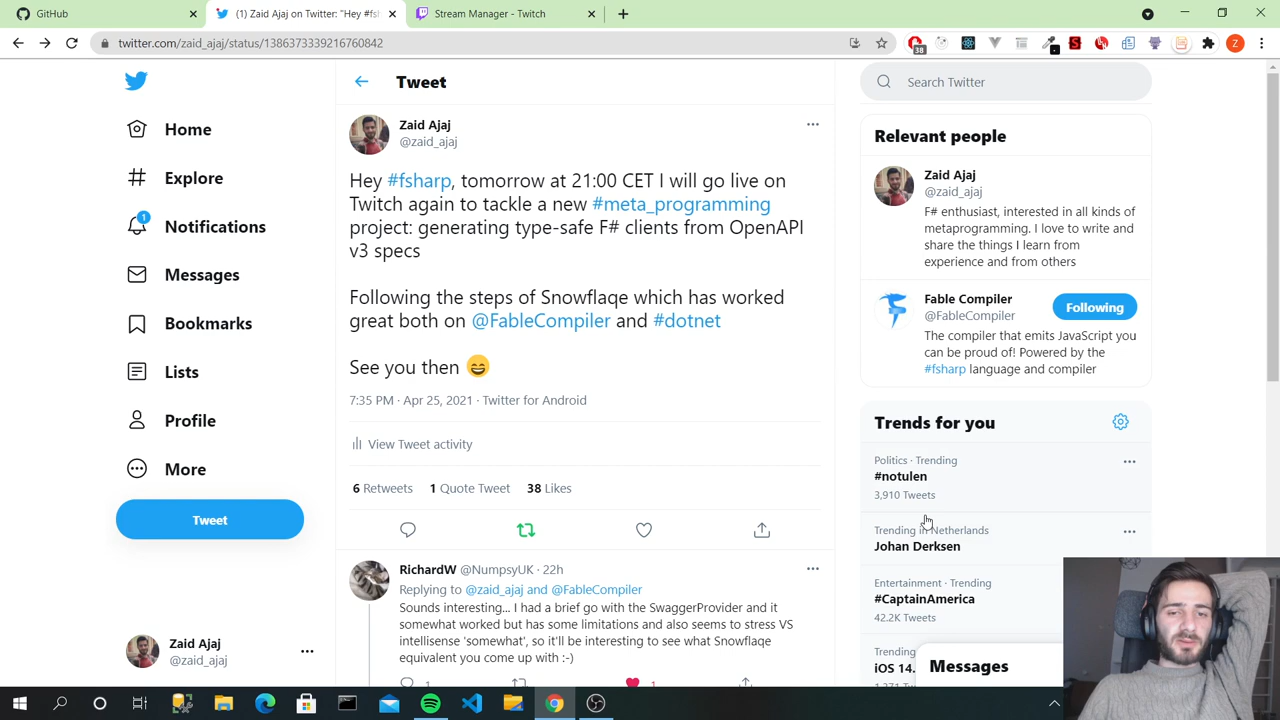 GitHub
(1) Zaid Ajaj on Twitter: "Hey #fsh
Stream Manager - Twitch
twitter.com/zaid_ajaj/status/1386373339216760842
38
Z
Home
Explore
1
Notifications
Messages
Bookmarks
Lists
Profile
More
Tweet
Zaid Ajaj
@zaid_ajaj
Tweet
Zaid Ajaj
@zaid_ajaj
Hey #fsharp, tomorrow at 21:00 CET I will go live on
Twitch again to tackle a new #meta_programming
project: generating type-safe F# clients from OpenAPI
v3 specs
Following the steps of Snowflaqe which has worked
great both on @FableCompiler and #dotnet
See you then
7:35 PM · Apr 25, 2021 · Twitter for Android
View Tweet activity
6 Retweets 1 Quote Tweet 38 Likes
RichardW @NumpsyUK · 22h
Replying to @zaid_ajaj and @FableCompiler
Sounds interesting... I had a brief go with the SwaggerProvider and it
somewhat worked but has some limitations and also seems to stress VS
intellisense 'somewhat', so it'll be interesting to see what Snowflaqe
equivalent you come up with :-)
1
1
Search Twitter
Relevant people
Zaid Ajaj
@zaid_ajaj
F# enthusiast, interested in all kinds of
metaprogramming. I love to write and
share the things I learn from
experience and from others
Fable Compiler
@FableCompiler
Following
The compiler that emits JavaScript you
can be proud of! Powered by the
#fsharp language and compiler
Trends for you
Politics · Trending
#notulen
3,910 Tweets
Trending in Netherlands
Johan Derksen
Entertainment · Trending
#CaptainAmerica
42.2K Tweets
Trending
iOS 14.
Messages